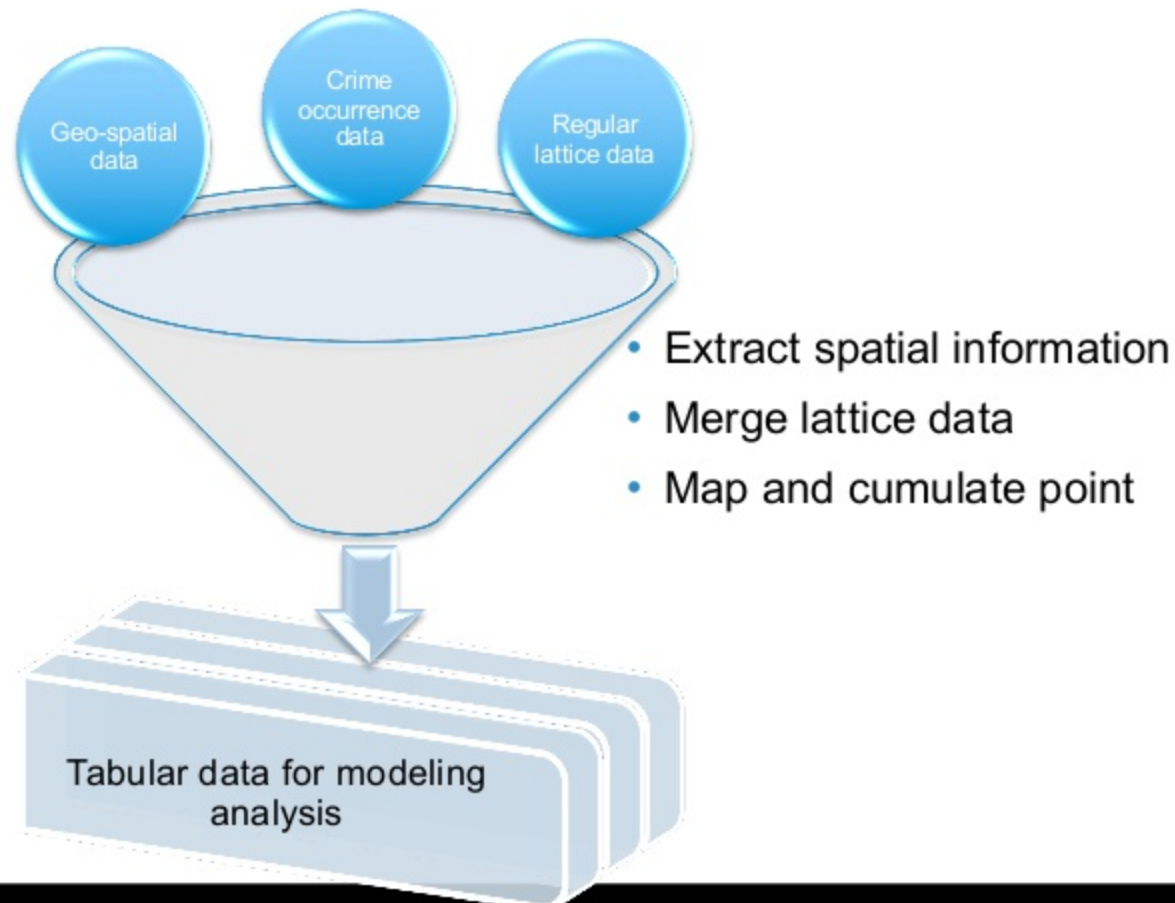 Geo-spatial
data
Crime
occurrence
data
Regular
lattice data
• Extract spatial information
• Merge lattice data
• Map and cumulate point
Tabular data for modeling
analysis